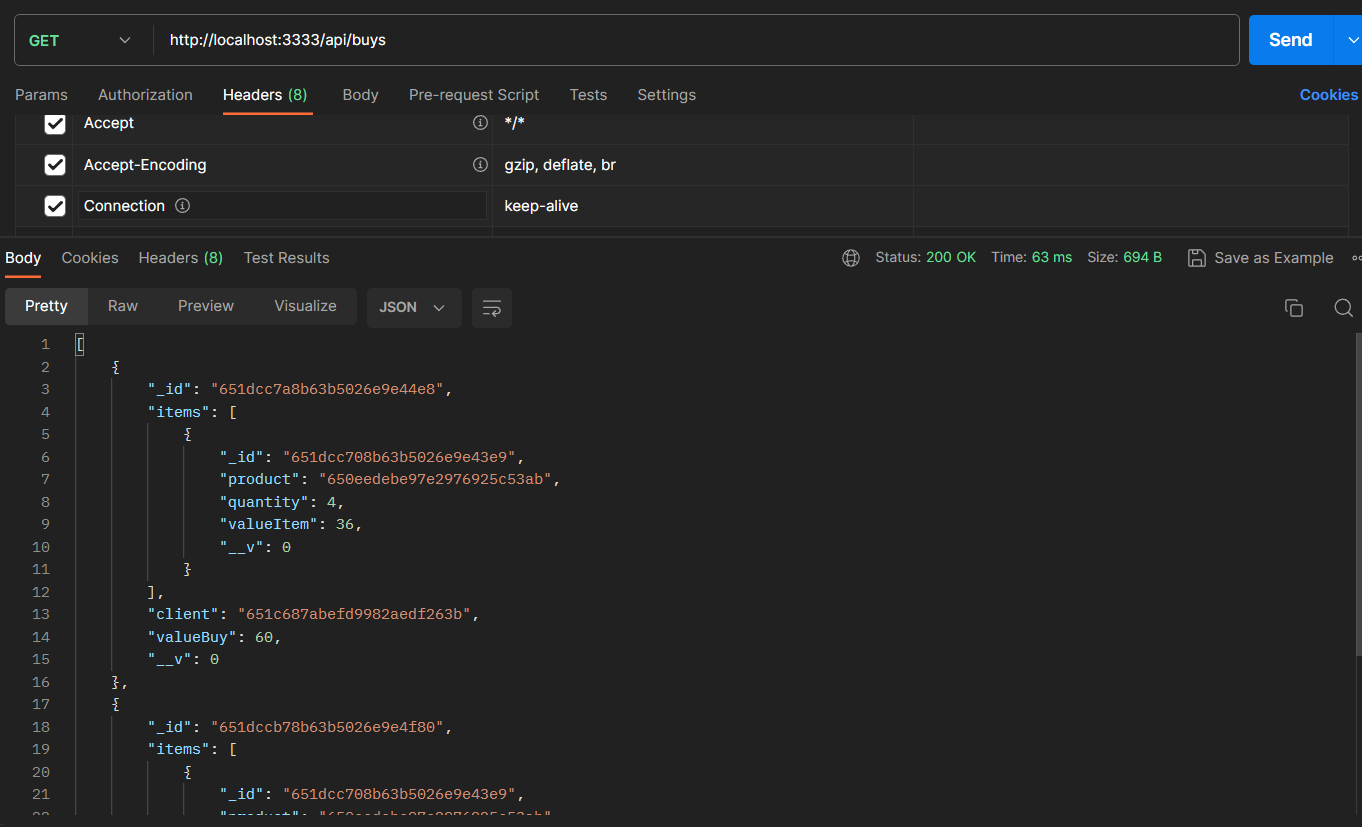 GET http://localhost:3333/api/buys Send
Params Authorization Headers (8) Body Pre-request Script Tests Settings Cookies
Accept */*
Accept-Encoding gzip, deflate, br
Connection keep-alive
Body Cookies Headers (8) Test Results Status: 200 OK Time: 63 ms Size: 694 B Save as Example
Pretty Raw Preview Visualize JSON
1 [
2 {
3 "_id": "651dcc7a8b63b5026e9e44e8",
4 "items": [
5 {
6 "_id": "651dcc708b63b5026e9e43e9",
7 "product": "650eedebe97e2976925c53ab",
8 "quantity": 4,
9 "valueItem": 36,
10 "__v": 0
11 }
12 ],
13 "client": "651c687abefd9982aedf263b",
14 "valueBuy": 60,
15 "__v": 0
16 },
17 {
18 "_id": "651dccb78b63b5026e9e4f80",
19 "items": [
20 {
21 "_id": "651dcc708b63b5026e9e43e9",